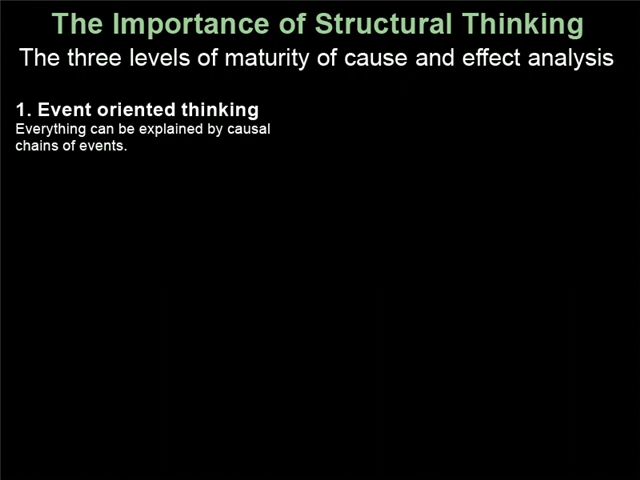 The Importance of Structural Thinking
The three levels of maturity of cause and effect analysis
1. Event oriented thinking
Everything can be explained by causal
chains of events.